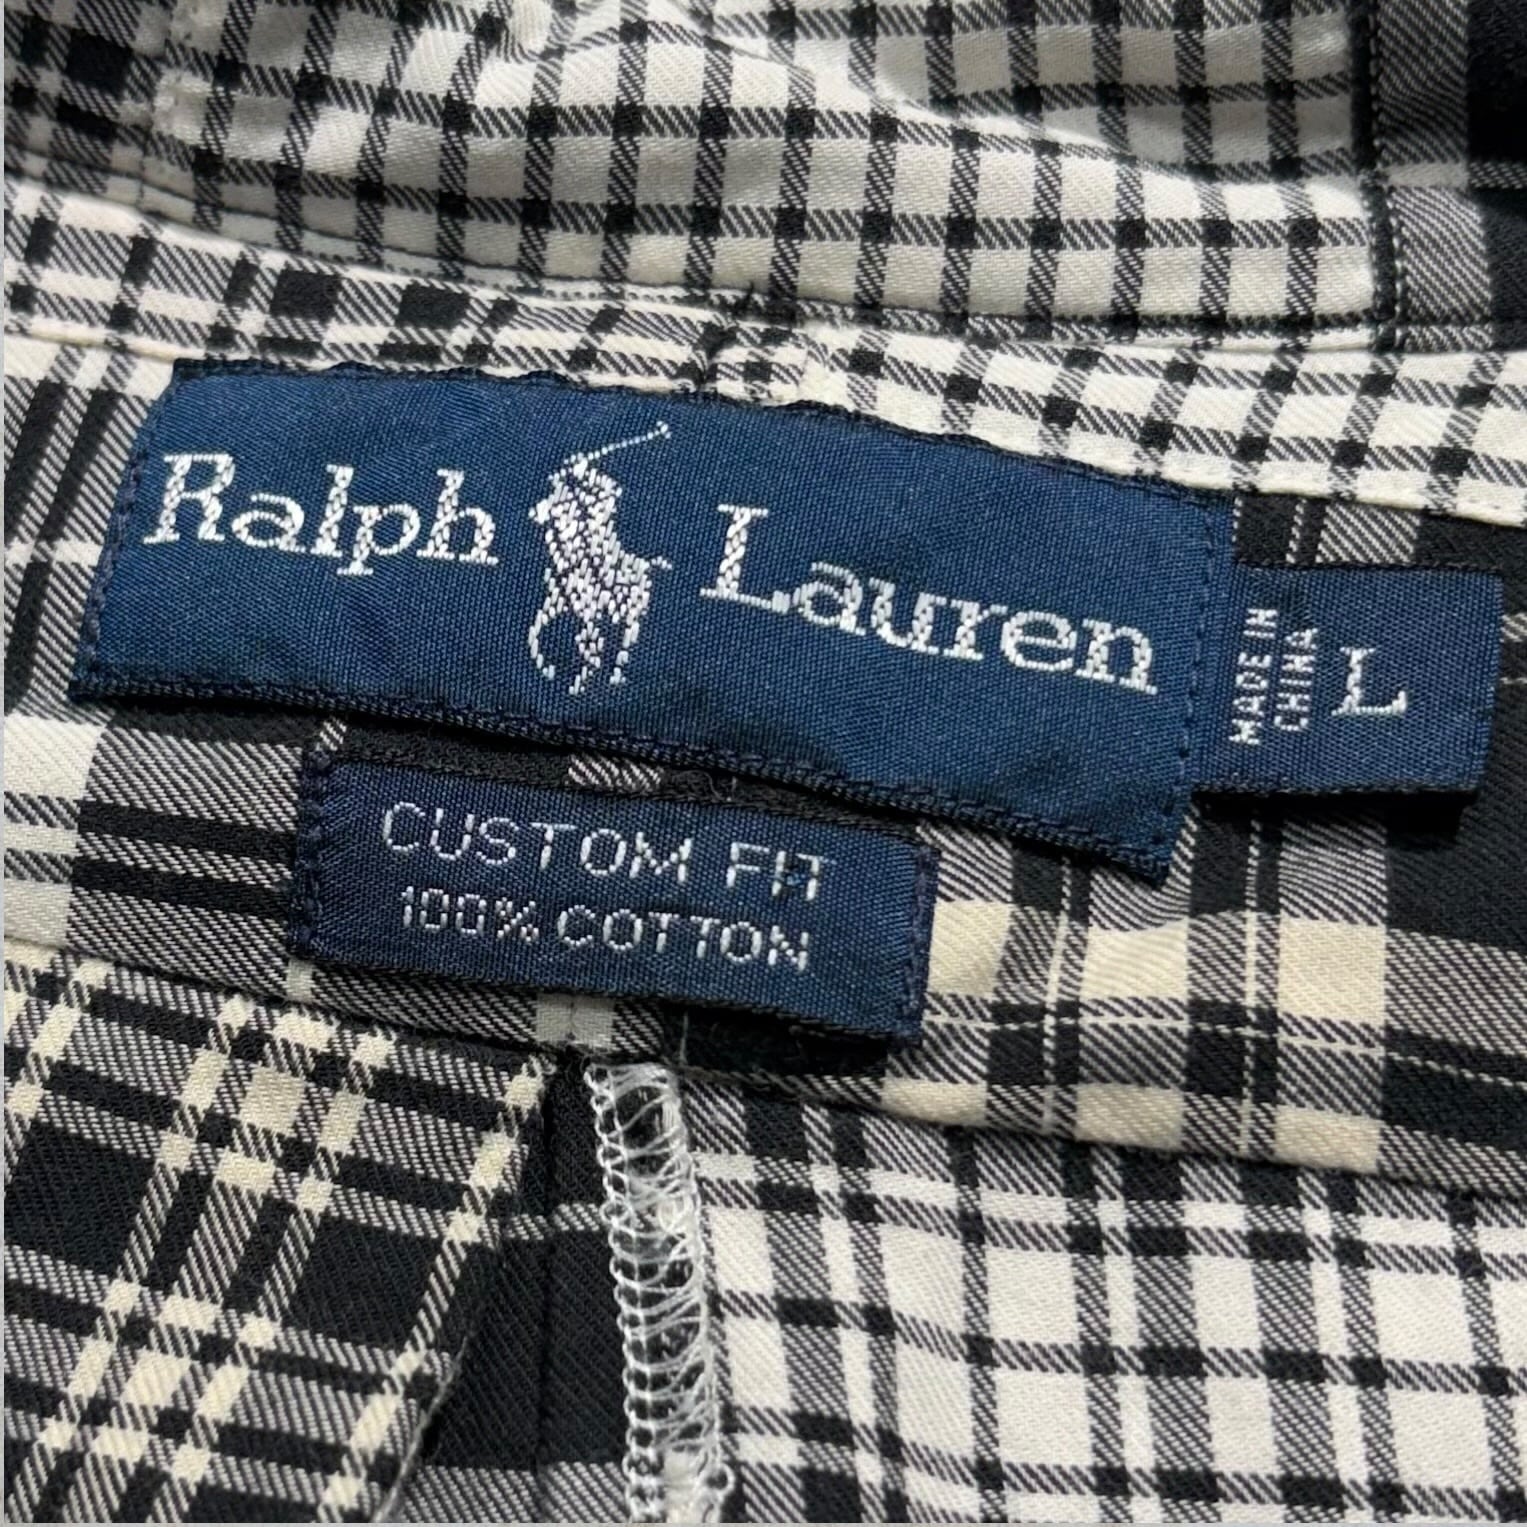 Ralph Lauren
MADE IN
CHINA
L
CUSTOM FIT
100% COTTON